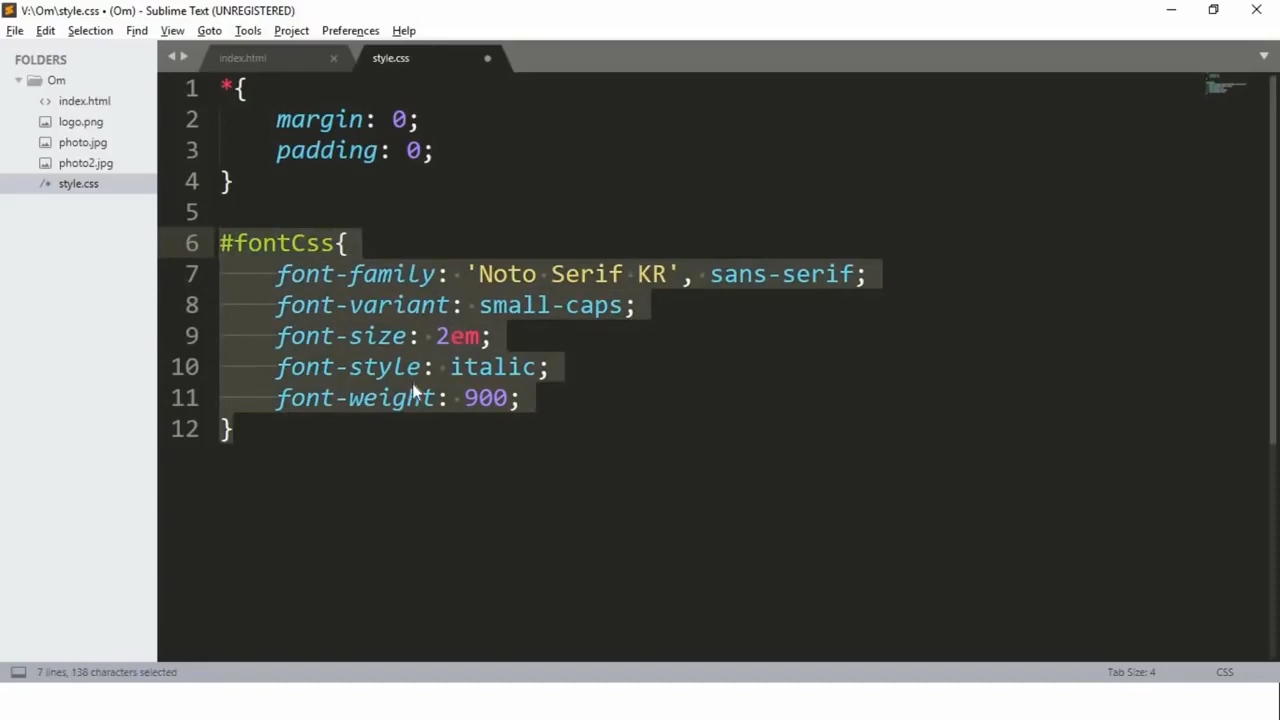 V:\Om\style.css • (Om) - Sublime Text (UNREGISTERED)
File Edit Selection Find View Goto Tools Project Preferences Help
FOLDERS
Om
index.html
logo.png
photo.jpg
photo2.jpg
style.css
index.html style.css
1 *{
2 margin: 0;
3 padding: 0;
4 }
5
6 #fontCss{
7 font-family: 'Noto Serif KR', sans-serif;
8 font-variant: small-caps;
9 font-size: 2em;
10 font-style: italic;
11 font-weight: 900;
12 }
7 lines, 138 characters selected
Tab Size: 4
CSS